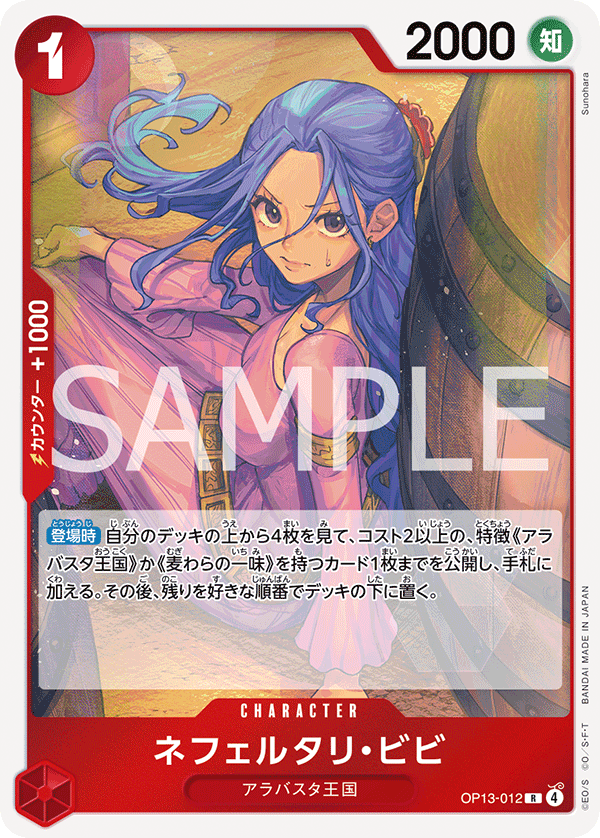 1
2000
知
Sunohara
カウンター +1000
SAMPLE
登場時 自分のデッキの上から4枚を見て、コスト2以上の、特徴《アラ
バスタ王国》か《麦わらの一味》を持つカード1枚までを公開し、手札に
加える。その後、残りを好きな順番でデッキの下に置く。
CHARACTER
ネフェルタリ・ビビ
アラバスタ王国
OP13-012 R 4
©EO/S ©O/S・F・T BANDAI MADE IN JAPAN